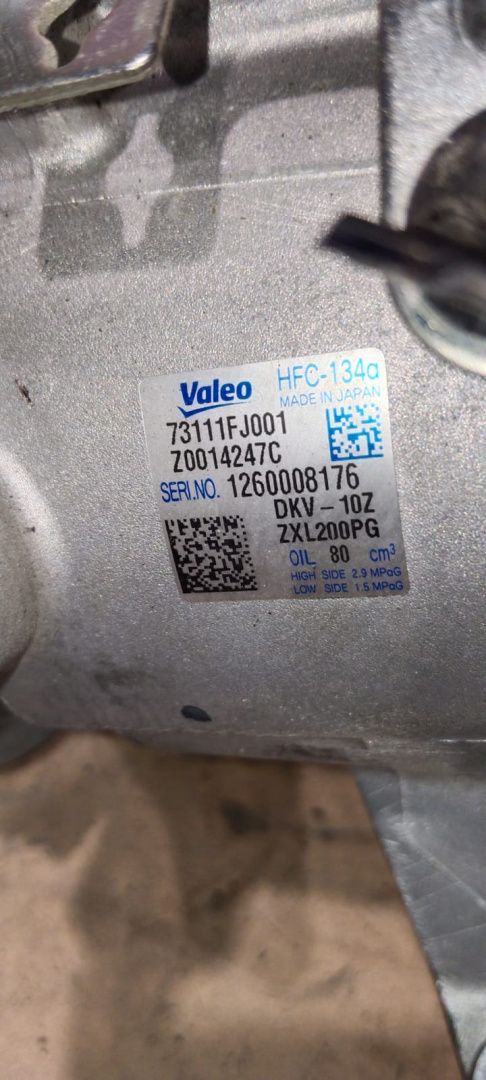 Valeo HFC-134a
MADE IN JAPAN
73111FJ001
Z0014247C
SERI.NO. 1260008176
DKV-10Z
ZXL200PG
OIL 80 cm³
HIGH SIDE 2.9 MPaG
LOW SIDE 1.5 MPaG